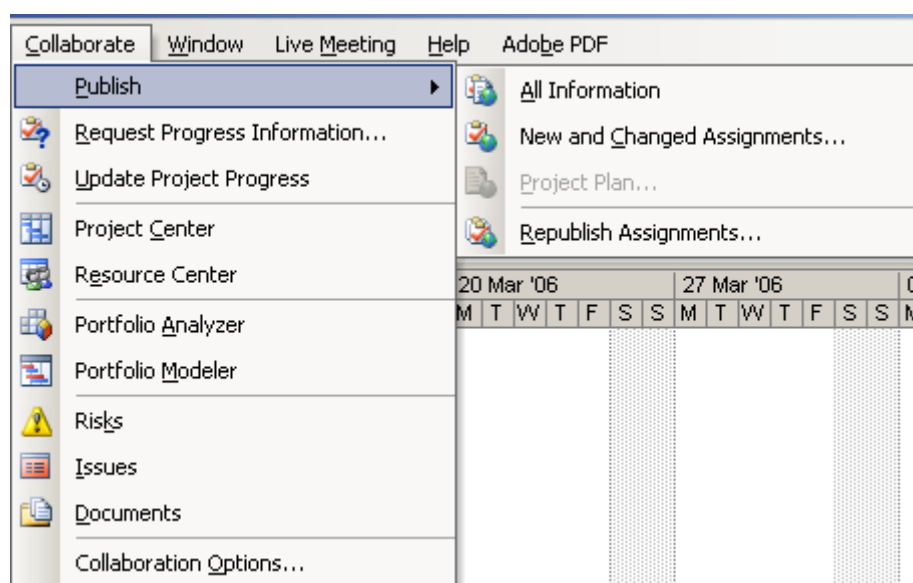 Collaborate Window Live Meeting Help Adobe PDF
Publish
Request Progress Information...
Update Project Progress
Project Center
Resource Center
Portfolio Analyzer
Portfolio Modeler
Risks
Issues
Documents
Collaboration Options...
All Information
New and Changed Assignments...
Project Plan...
Republish Assignments...
20 Mar '06 27 Mar '06
M T W T F S S M T W T F S S M